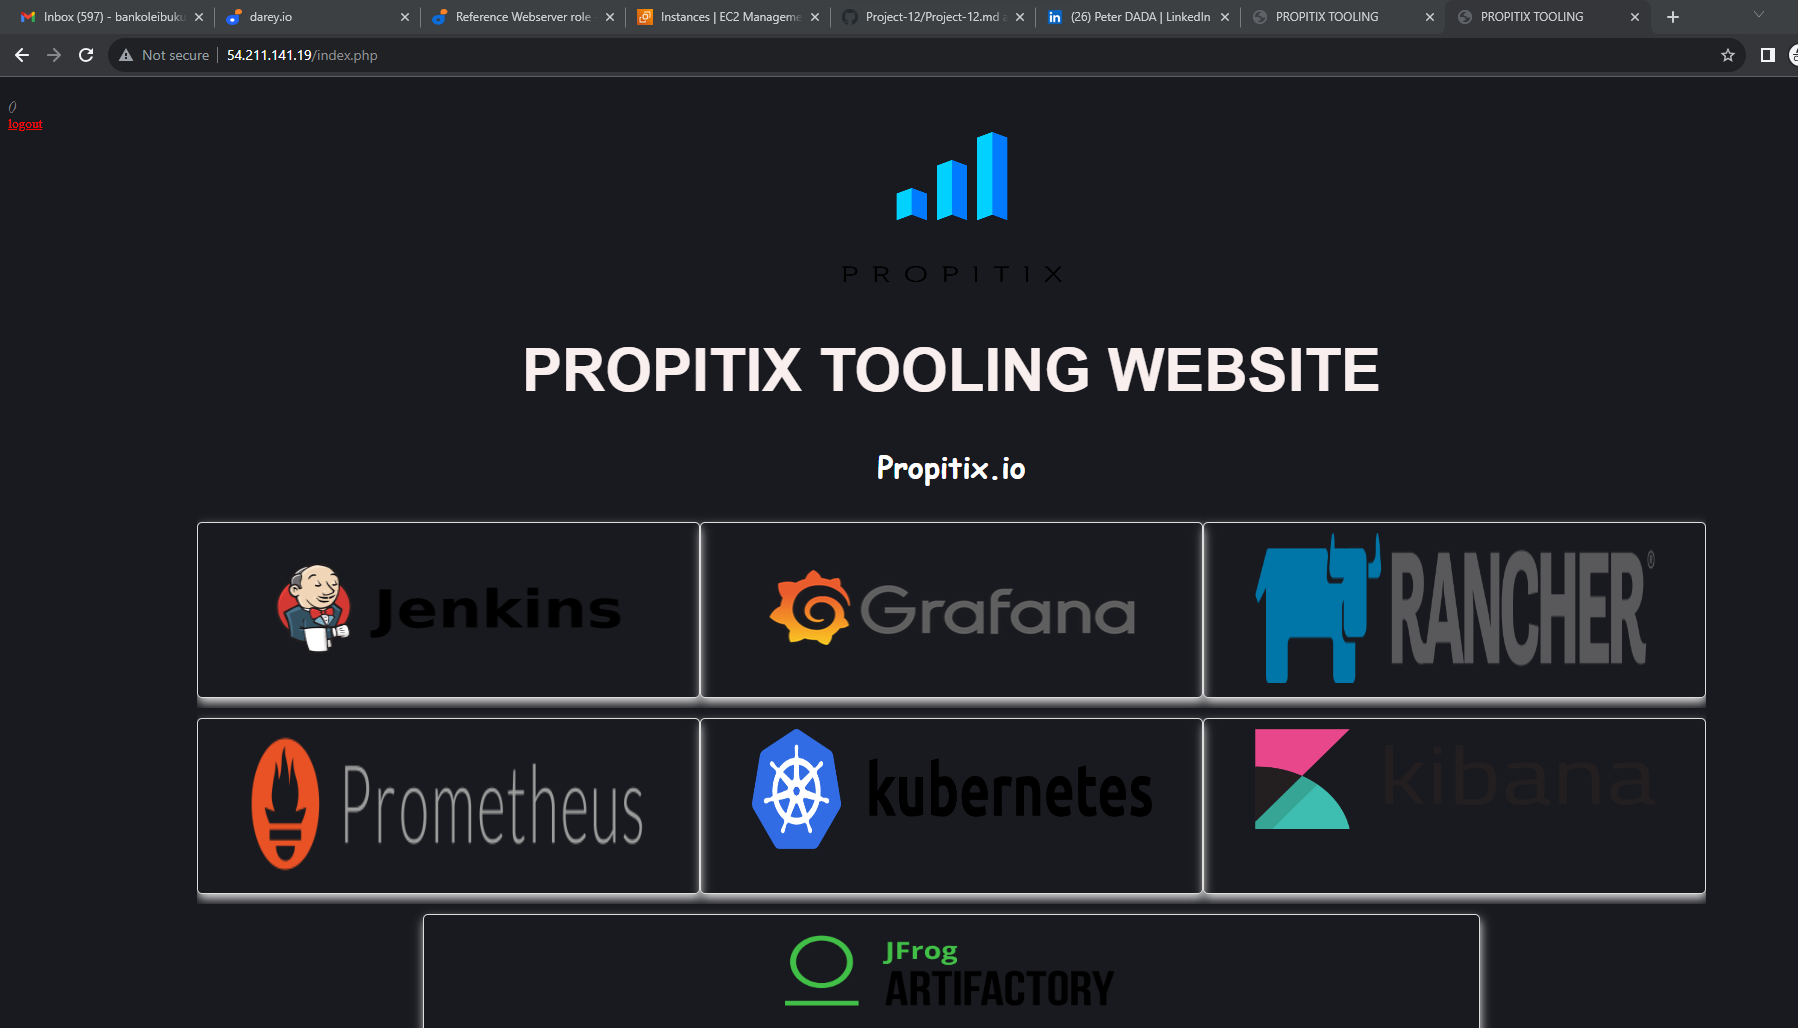 Inbox (597) - bankoleibuku
darey.io
Reference Webserver role
Instances | EC2 Manageme
Project-12/Project-12.md a
(26) Peter DADA | LinkedIn
PROPITIX TOOLING
PROPITIX TOOLING
Not secure
54.211.141.19/index.php
()
logout
PROPITIX
PROPITIX TOOLING WEBSITE
Propitix.io
Jenkins
Grafana
RANCHER®
Prometheus
kubernetes
kibana
JFrog
ARTIFACTORY